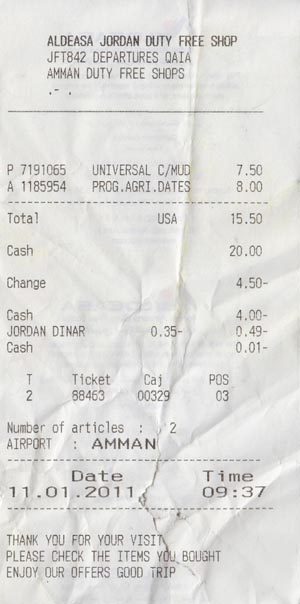 ALDEASA JORDAN DUTY FREE SHOP
JFT842 DEPARTURES QAIA
AMMAN DUTY FREE SHOPS
.- .
P 7191065 UNIVERSAL C/MUD 7.50
A 1185954 PROG.AGRI.DATES 8.00
Total USA 15.50
Cash 20.00
Change 4.50-
Cash 4.00-
JORDAN DINAR 0.35- 0.49-
Cash 0.01-
T Ticket Caj POS
2 88463 00329 03
Number of articles : 2
AIRPORT : AMMAN
Date Time
11.01.2011 09:37
THANK YOU FOR YOUR VISIT
PLEASE CHECK THE ITEMS YOU BOUGHT
ENJOY OUR OFFERS GOOD TRIP